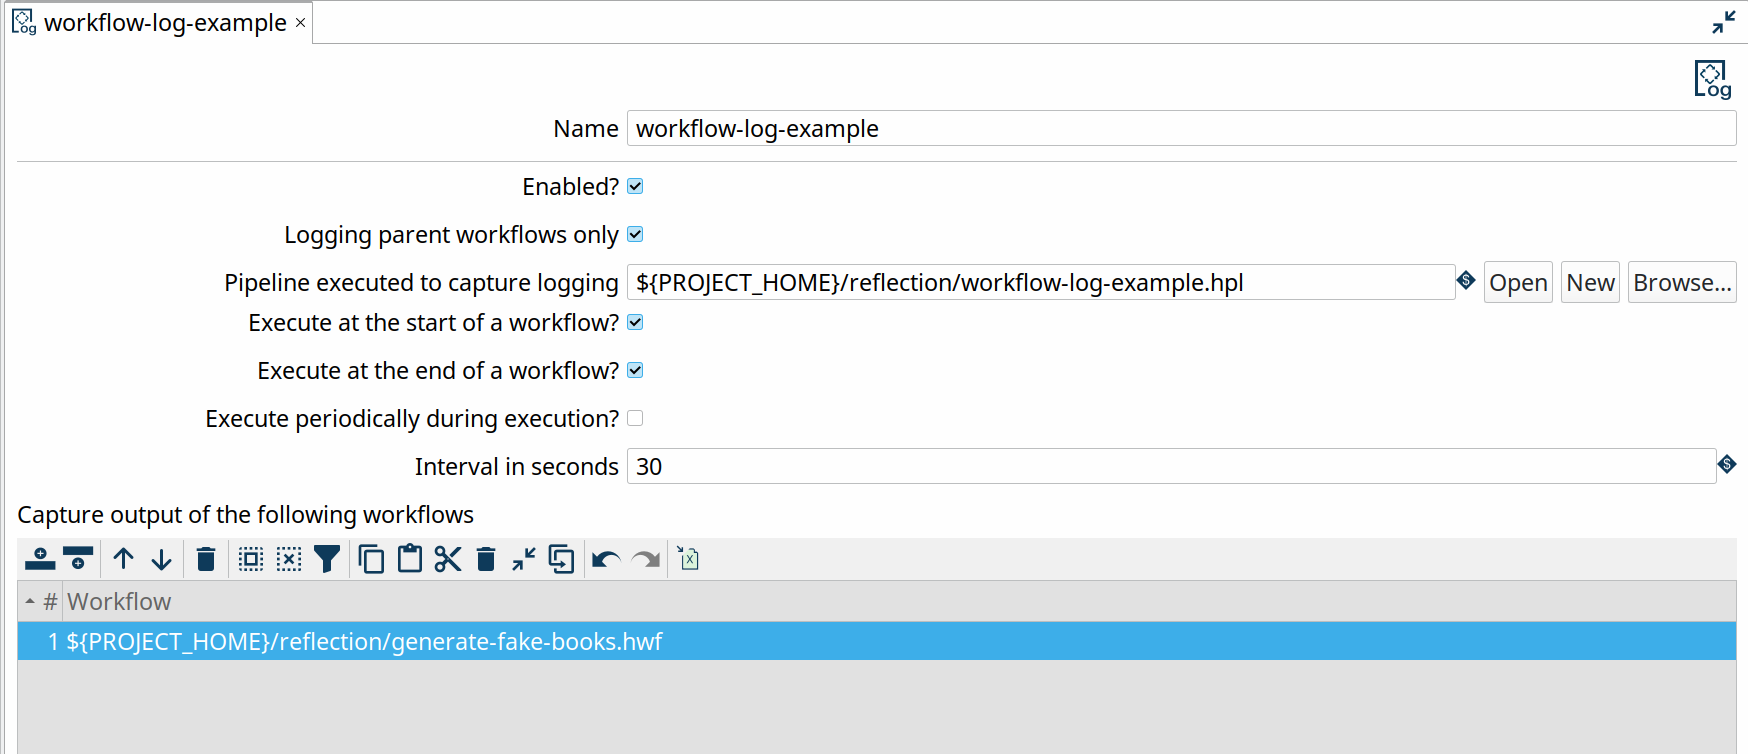 workflow-log-example ×
Log
Name workflow-log-example
Enabled?
Logging parent workflows only
Pipeline executed to capture logging ${PROJECT_HOME}/reflection/workflow-log-example.hpl $ Open New Browse...
Execute at the start of a workflow?
Execute at the end of a workflow?
Execute periodically during execution?
Interval in seconds 30 $
Capture output of the following workflows
# Workflow
1 ${PROJECT_HOME}/reflection/generate-fake-books.hwf